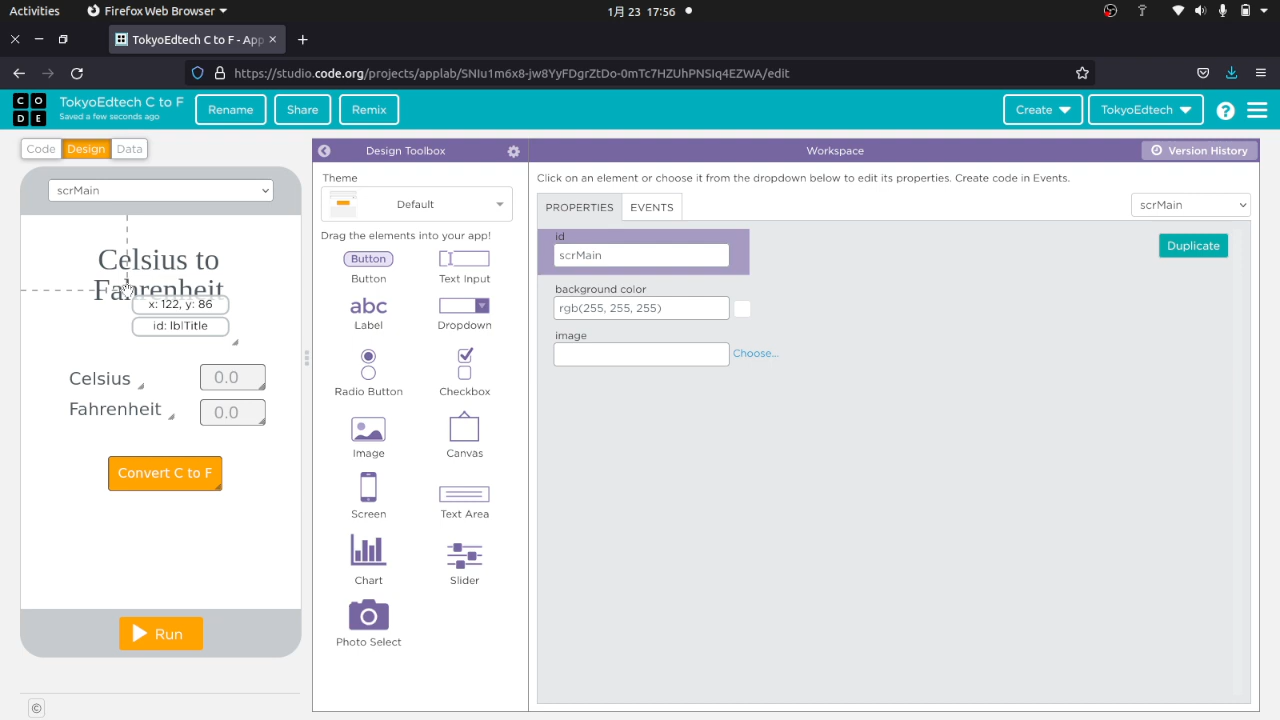 Activities
Firefox Web Browser
1月 23 17:56
TokyoEdtech C to F - App
https://studio.code.org/projects/applab/SNIu1m6x8-jw8YyFDgrZtDo-0mTc7HZUhPNSIq4EZWA/edit
C O
D E
TokyoEdtech C to F
Saved a few seconds ago
Rename
Share
Remix
Create
TokyoEdtech
?
Code
Design
Data
Design Toolbox
Workspace
Version History
scrMain
Theme
Default
Click on an element or choose it from the dropdown below to edit its properties. Create code in Events.
PROPERTIES
EVENTS
scrMain
Drag the elements into your app!
Button
Button
Text Input
abc
Label
Dropdown
Radio Button
Checkbox
Image
Canvas
Screen
Text Area
Chart
Slider
Photo Select
id
scrMain
Duplicate
background color
rgb(255, 255, 255)
image
Choose...
Celsius to
Fahrenheit
x: 122, y: 86
id: lblTitle
Celsius
0.0
Fahrenheit
0.0
Convert C to F
Run
©